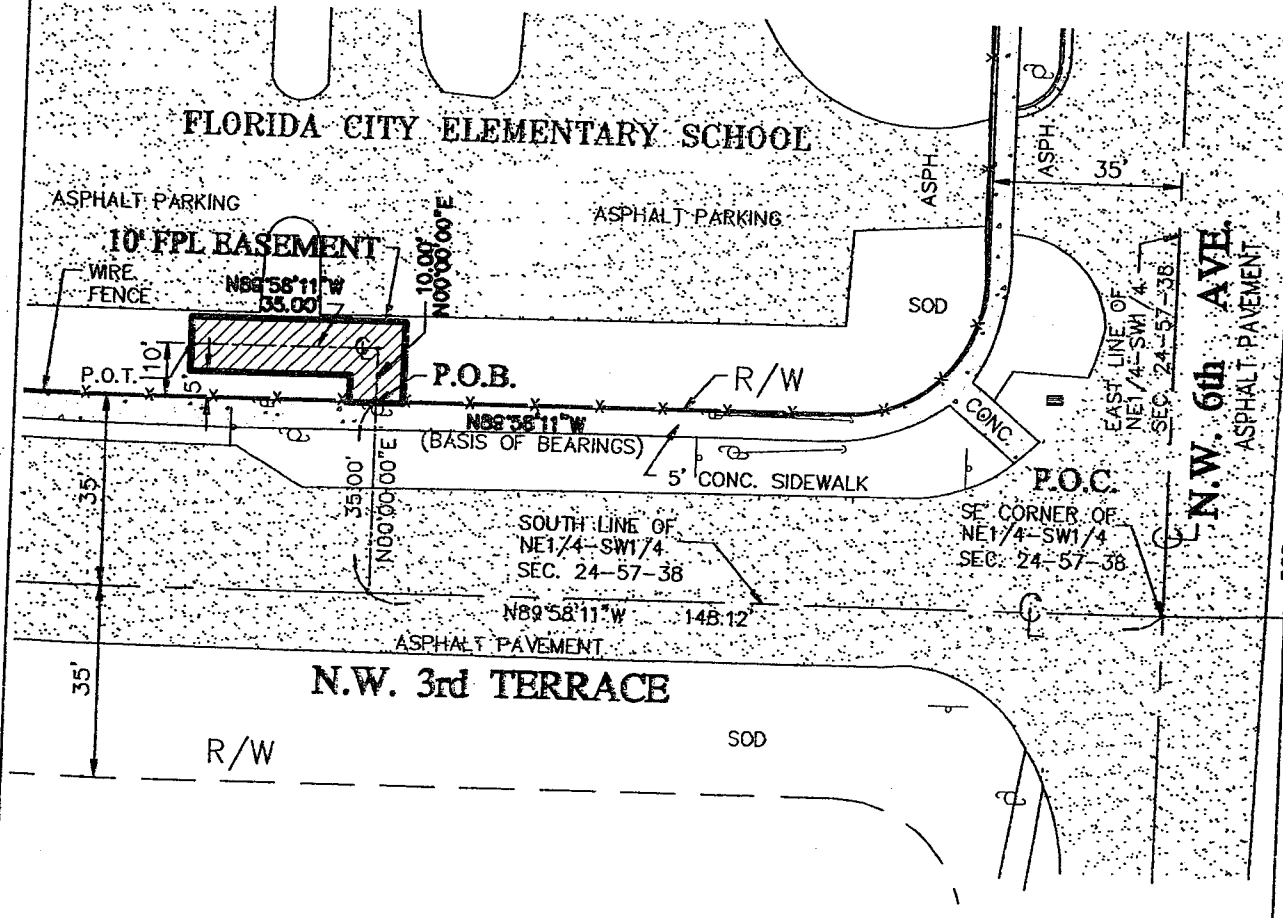 FLORIDA CITY ELEMENTARY SCHOOL
ASPH.
ASPH.
35'
ASPHALT PARKING
ASPHALT PARKING
10' FPL EASEMENT
WIRE
FENCE
N89°58'11"W
35.00'
10.00'
N00°00'00"E
SOD
EAST LINE OF
NE1/4-SW1/4
SEC. 24-57-38
N.W. 6th AVE.
ASPHALT PAVEMENT
P.O.T.
10'
5'
P.O.B.
R/W
N89°58'11"W
(BASIS OF BEARINGS)
CONC.
5' CONC. SIDEWALK
35'
35.00'
N00°00'00"E
P.O.C.
SE CORNER OF
NE1/4-SW1/4
SEC. 24-57-38
SOUTH LINE OF
NE1/4-SW1/4
SEC. 24-57-38
N89°58'11"W 148.12'
ASPHALT PAVEMENT
35'
N.W. 3rd TERRACE
R/W
SOD